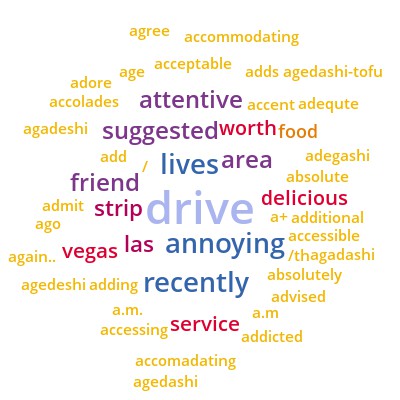 agree
accommodating
age acceptable
adore adds agedashi-tofu
accolades attentive accent adequte
agadeshi suggested worth food
add / lives area adegashi
friend absolute
admit strip drive delicious
ago a+ additional
vegas las annoying accessible
again.. /thagadashi
agedeshi adding recently absolutely
advised
a.m. service a.m
accessing addicted
accomadating
agedashi